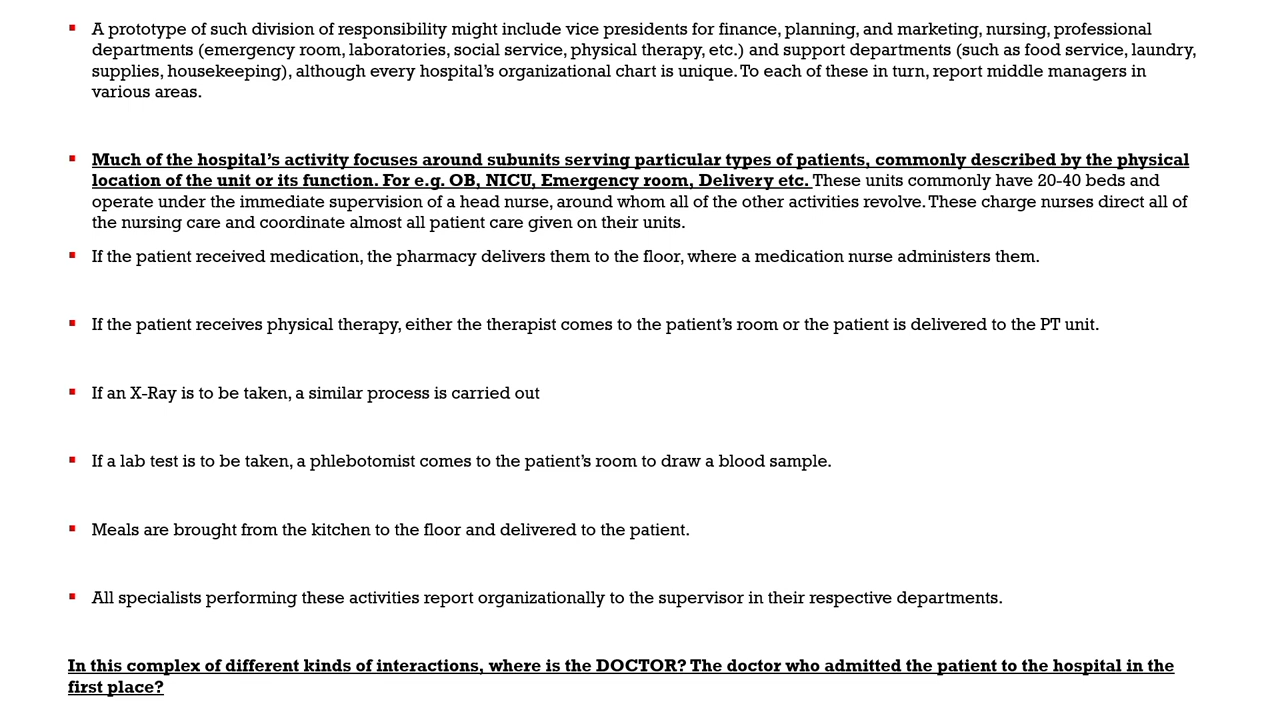 ▪ A prototype of such division of responsibility might include vice presidents for finance, planning, and marketing, nursing, professional
departments (emergency room, laboratories, social service, physical therapy, etc.) and support departments (such as food service, laundry,
supplies, housekeeping), although every hospital’s organizational chart is unique. To each of these in turn, report middle managers in
various areas.
▪ Much of the hospital’s activity focuses around subunits serving particular types of patients, commonly described by the physical
location of the unit or its function. For e.g. OB, NICU, Emergency room, Delivery etc. These units commonly have 20-40 beds and
operate under the immediate supervision of a head nurse, around whom all of the other activities revolve. These charge nurses direct all of
the nursing care and coordinate almost all patient care given on their units.
▪ If the patient received medication, the pharmacy delivers them to the floor, where a medication nurse administers them.
▪ If the patient receives physical therapy, either the therapist comes to the patient’s room or the patient is delivered to the PT unit.
▪ If an X-Ray is to be taken, a similar process is carried out
▪ If a lab test is to be taken, a phlebotomist comes to the patient’s room to draw a blood sample.
▪ Meals are brought from the kitchen to the floor and delivered to the patient.
▪ All specialists performing these activities report organizationally to the supervisor in their respective departments.
In this complex of different kinds of interactions, where is the DOCTOR? The doctor who admitted the patient to the hospital in the
first place?